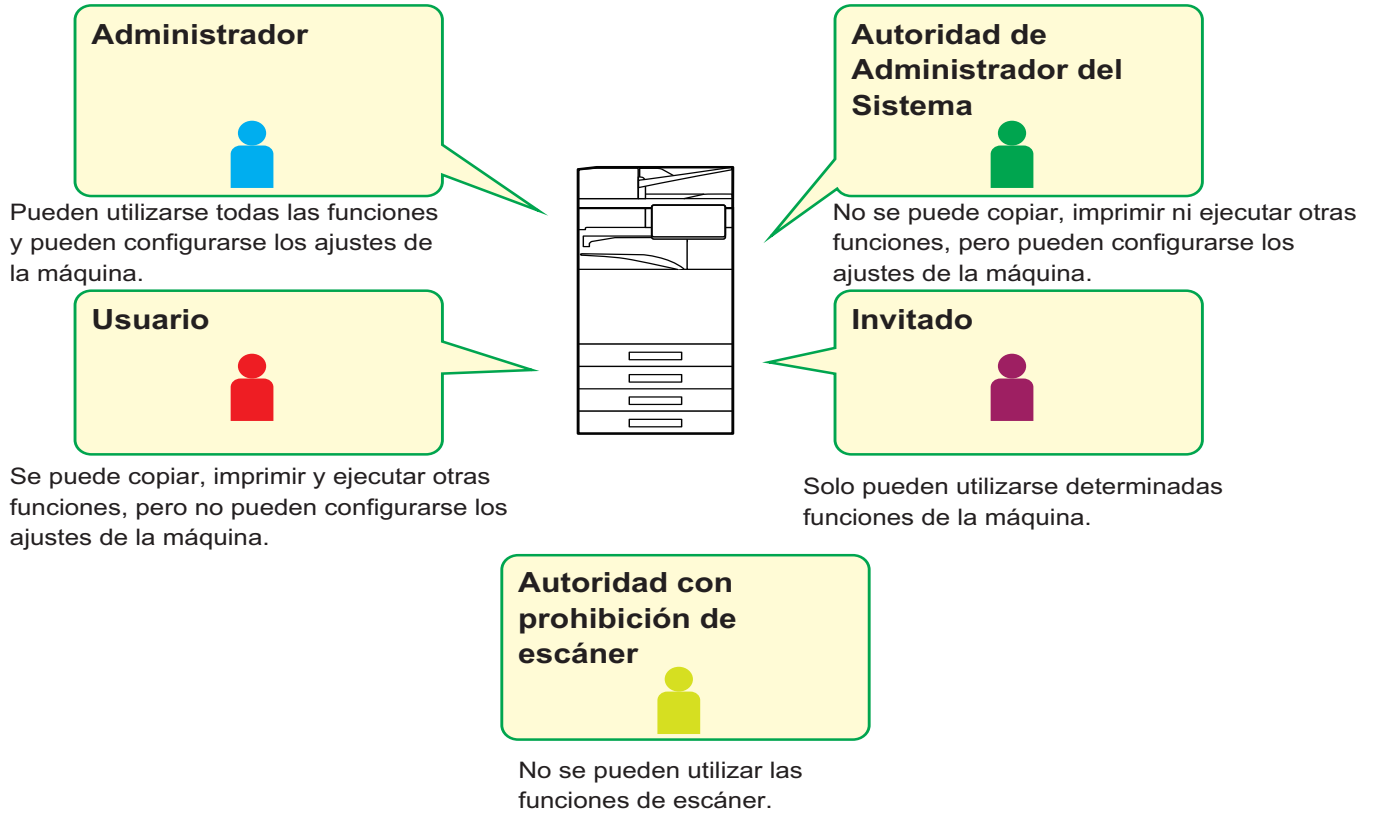 Administrador
Pueden utilizarse todas las funciones
y pueden configurarse los ajustes de
la máquina.
Autoridad de
Administrador del
Sistema
No se puede copiar, imprimir ni ejecutar otras
funciones, pero pueden configurarse los
ajustes de la máquina.
Usuario
Se puede copiar, imprimir y ejecutar otras
funciones, pero no pueden configurarse los
ajustes de la máquina.
Invitado
Solo pueden utilizarse determinadas
funciones de la máquina.
Autoridad con
prohibición de
escáner
No se pueden utilizar las
funciones de escáner.